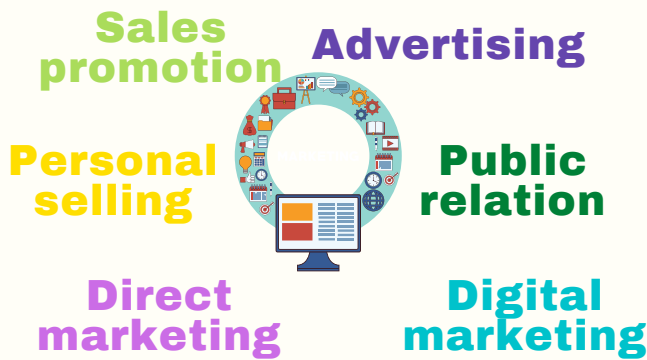 Sales
promotion
Advertising
Personal
selling
Public
relation
Direct
marketing
Digital
marketing